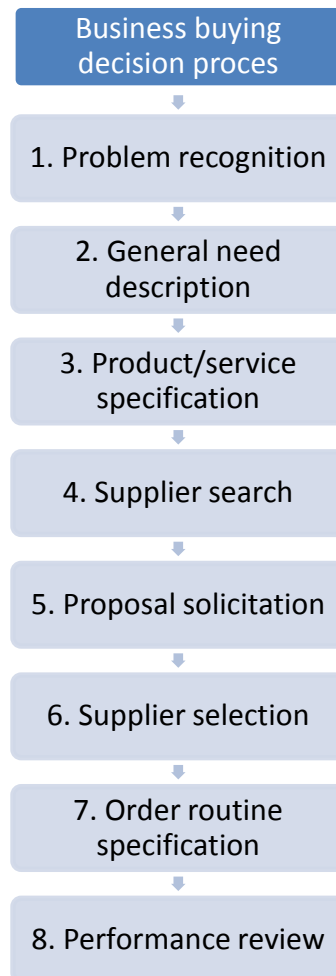 Business buying
decision proces
1. Problem recognition
2. General need
description
3. Product/service
specification
4. Supplier search
5. Proposal solicitation
6. Supplier selection
7. Order routine
specification
8. Performance review